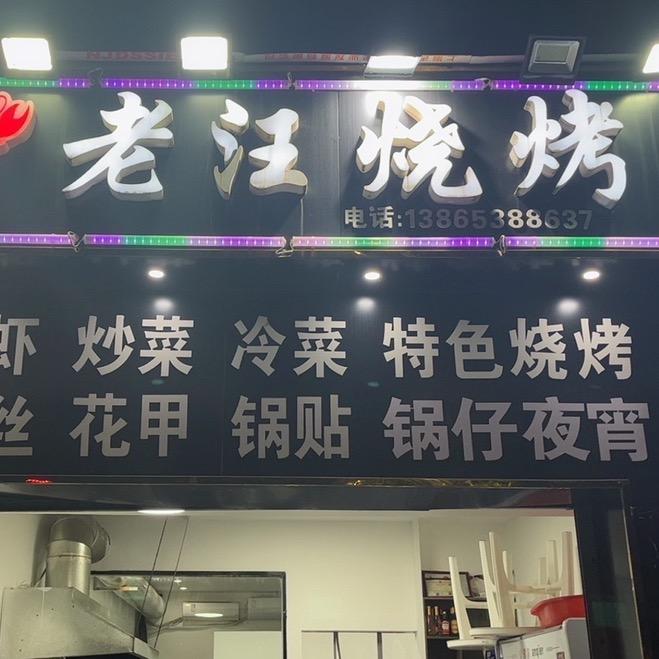 老汪烧烤
电话:13865388637
虾 炒菜 冷菜 特色烧烤
丝 花甲 锅贴 锅仔夜宵